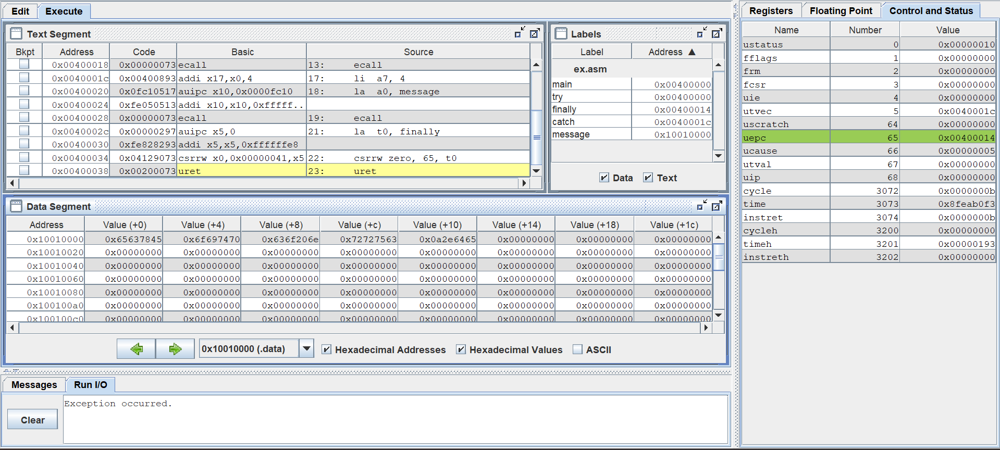 Edit Execute
Text Segment
Bkpt Address Code Basic Source
0x00400018 0x00000073 ecall 13: ecall
0x0040001c 0x00400893 addi x17,x0,4 17: li a7, 4
0x00400020 0x0fc10517 auipc x10,0x0000fc10 18: la a0, message
0x00400024 0xfe050513 addi x10,x10,0xfffff..
0x00400028 0x00000073 ecall 19: ecall
0x0040002c 0x00000297 auipc x5,0 21: la t0, finally
0x00400030 0xfe828293 addi x5,x5,0xffffffe8
0x00400034 0x04129073 csrrw x0,0x00000041,x5 22: csrrw zero, 65, t0
0x00400038 0x00200073 uret 23: uret
Labels
Label Address ▲
ex.asm
main 0x00400000
try 0x00400000
finally 0x00400014
catch 0x0040001c
message 0x10010000
Data Text
Data Segment
Address Value (+0) Value (+4) Value (+8) Value (+c) Value (+10) Value (+14) Value (+18) Value (+1c)
0x10010000 0x65637845 0x6f697470 0x636f206e 0x72727563 0x0a2e6465 0x00000000 0x00000000 0x00000000
0x10010020 0x00000000 0x00000000 0x00000000 0x00000000 0x00000000 0x00000000 0x00000000 0x00000000
0x10010040 0x00000000 0x00000000 0x00000000 0x00000000 0x00000000 0x00000000 0x00000000 0x00000000
0x10010060 0x00000000 0x00000000 0x00000000 0x00000000 0x00000000 0x00000000 0x00000000 0x00000000
0x10010080 0x00000000 0x00000000 0x00000000 0x00000000 0x00000000 0x00000000 0x00000000 0x00000000
0x100100a0 0x00000000 0x00000000 0x00000000 0x00000000 0x00000000 0x00000000 0x00000000 0x00000000
0x100100c0 0x00000000 0x00000000 0x00000000 0x00000000 0x00000000 0x00000000 0x00000000 0x00000000
0x10010000 (.data) Hexadecimal Addresses Hexadecimal Values ASCII
Messages Run I/O
Clear
Exception occurred.
Registers Floating Point Control and Status
Name Number Value
ustatus 0 0x00000010
fflags 1 0x00000000
frm 2 0x00000000
fcsr 3 0x00000000
uie 4 0x00000000
utvec 5 0x0040001c
uscratch 64 0x00000000
uepc 65 0x00400014
ucause 66 0x00000005
utval 67 0x00000000
uip 68 0x00000000
cycle 3072 0x0000000b
time 3073 0x8feab0f3
instret 3074 0x0000000b
cycleh 3200 0x00000000
timeh 3201 0x00000193
instreth 3202 0x00000000